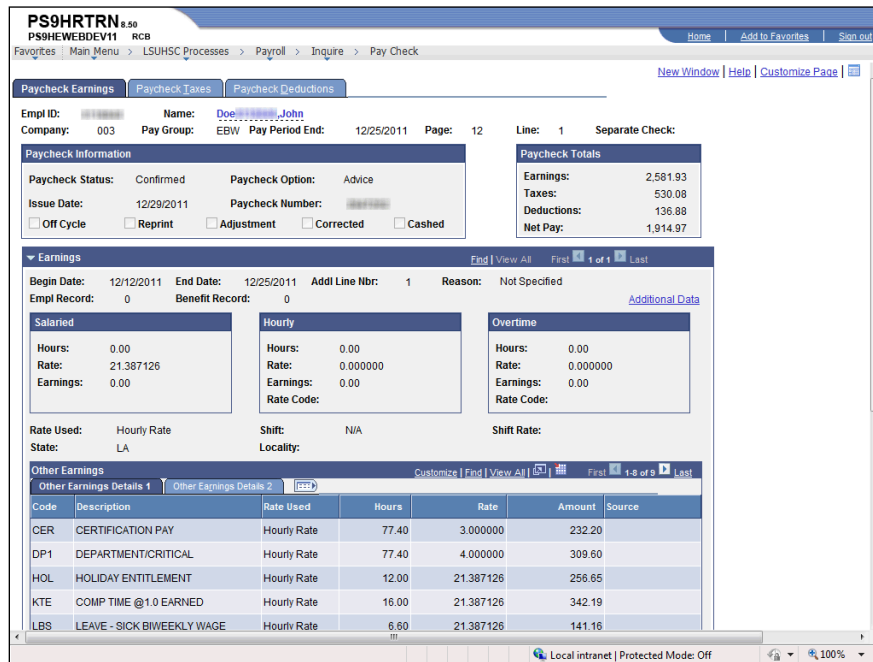 PS9HRTRN 8.50
PS9HEWEBDEV11 RCB
Home | Add to Favorites | Sign out
Favorites Main Menu > LSUHSC Processes > Payroll > Inquire > Pay Check
New Window | Help | Customize Page |
Paycheck Earnings Paycheck Taxes Paycheck Deductions
Empl ID: Name: Doe ,John
Company: 003 Pay Group: EBW Pay Period End: 12/25/2011 Page: 12 Line: 1 Separate Check:
Paycheck Information
Paycheck Status: Confirmed Paycheck Option: Advice
Issue Date: 12/29/2011 Paycheck Number:
Off Cycle Reprint Adjustment Corrected Cashed
Paycheck Totals
Earnings: 2,581.93
Taxes: 530.08
Deductions: 136.88
Net Pay: 1,914.97
Earnings Find | View All First 1 of 1 Last
Begin Date: 12/12/2011 End Date: 12/25/2011 Addl Line Nbr: 1 Reason: Not Specified
Empl Record: 0 Benefit Record: 0 Additional Data
Salaried
Hours: 0.00
Rate: 21.387126
Earnings: 0.00
Hourly
Hours: 0.00
Rate: 0.000000
Earnings: 0.00
Rate Code:
Overtime
Hours: 0.00
Rate: 0.000000
Earnings: 0.00
Rate Code:
Rate Used: Hourly Rate Shift: N/A Shift Rate:
State: LA Locality:
Other Earnings Customize | Find | View All | First 1-8 of 9 Last
Other Earnings Details 1 Other Earnings Details 2
Code Description Rate Used Hours Rate Amount Source
CER CERTIFICATION PAY Hourly Rate 77.40 3.000000 232.20
DP1 DEPARTMENT/CRITICAL Hourly Rate 77.40 4.000000 309.60
HOL HOLIDAY ENTITLEMENT Hourly Rate 12.00 21.387126 256.65
KTE COMP TIME @1.0 EARNED Hourly Rate 16.00 21.387126 342.19
LBS LEAVE - SICK BIWEEKLY WAGE Hourly Rate 6.60 21.387126 141.16
Local intranet | Protected Mode: Off 100%